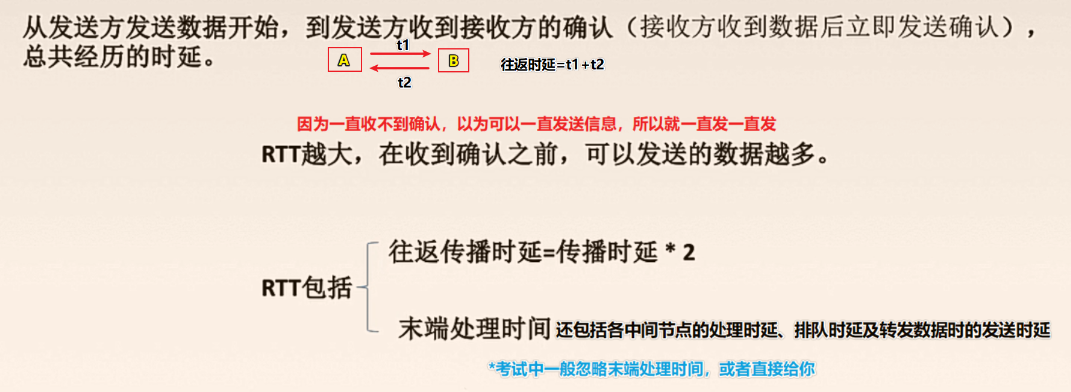 从发送方发送数据开始，到发送方收到接收方的确认（接收方收到数据后立即发送确认），
总共经历的时延。
t1
A
B
往返时延=t1+t2
t2
因为一直收不到确认，以为可以一直发送信息，所以就一直发一直发
RTT越大，在收到确认之前，可以发送的数据越多。
往返传播时延=传播时延 * 2
RTT包括
末端处理时间 还包括各中间节点的处理时延、排队时延及转发数据时的发送时延
*考试中一般忽略末端处理时间，或者直接给你